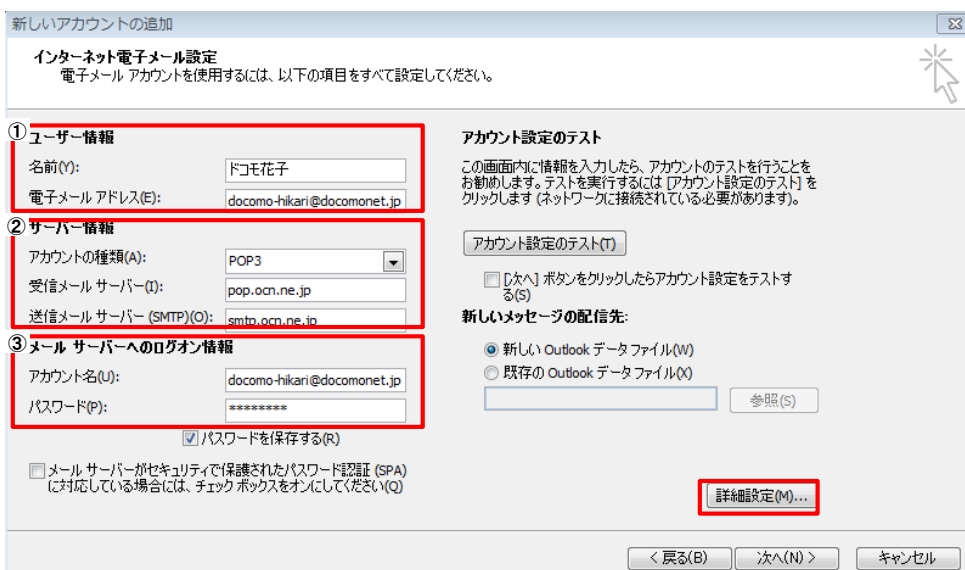 新しいアカウントの追加
インターネット電子メール設定
電子メール アカウントを使用するには、以下の項目をすべて設定してください。
① ユーザー情報
名前(Y): ドコモ花子
電子メール アドレス(E): docomo-hikari@docomonet.jp
② サーバー情報
アカウントの種類(A): POP3
受信メール サーバー(I): pop.ocn.ne.jp
送信メール サーバー (SMTP)(O): smtp.ocn.ne.jp
③ メール サーバーへのログオン情報
アカウント名(U): docomo-hikari@docomonet.jp
パスワード(P): ********
パスワードを保存する(R)
メール サーバーがセキュリティで保護されたパスワード認証 (SPA)
に対応している場合には、チェック ボックスをオンにしてください(Q)
アカウント設定のテスト
この画面内に情報を入力したら、アカウントのテストを行うことを
お勧めします。テストを実行するには [アカウント設定のテスト] を
クリックします (ネットワークに接続されている必要があります)。
アカウント設定のテスト(T)
[次へ] ボタンをクリックしたらアカウント設定をテストす
る(S)
新しいメッセージの配信先:
新しい Outlook データ ファイル(W)
既存の Outlook データ ファイル(X)
参照(S)
詳細設定(M)...
< 戻る(B)
次へ(N) >
キャンセル